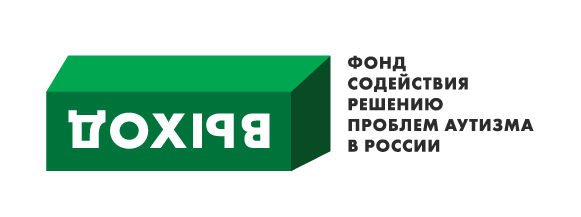 ВЫХОД
ФОНД
СОДЕЙСТВИЯ
РЕШЕНИЮ
ПРОБЛЕМ АУТИЗМА
В РОССИИ